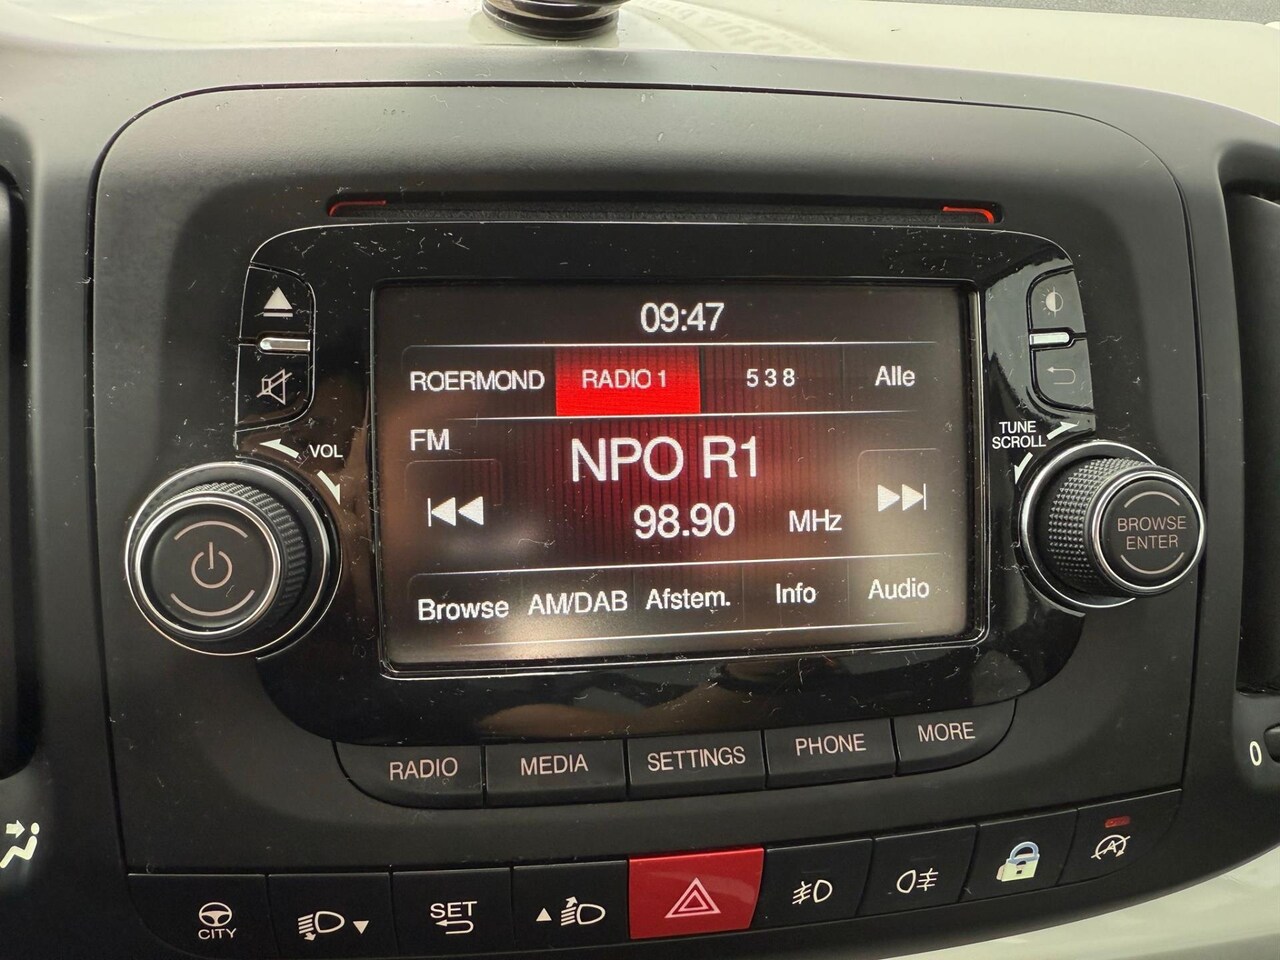 09:47
ROERMOND RADIO 1 538 Alle
FM
NPO R1
98.90 MHz
Browse AM/DAB Afstem. Info Audio
VOL
TUNE
SCROLL
BROWSE
ENTER
RADIO MEDIA SETTINGS PHONE MORE
0
CITY
SET
A